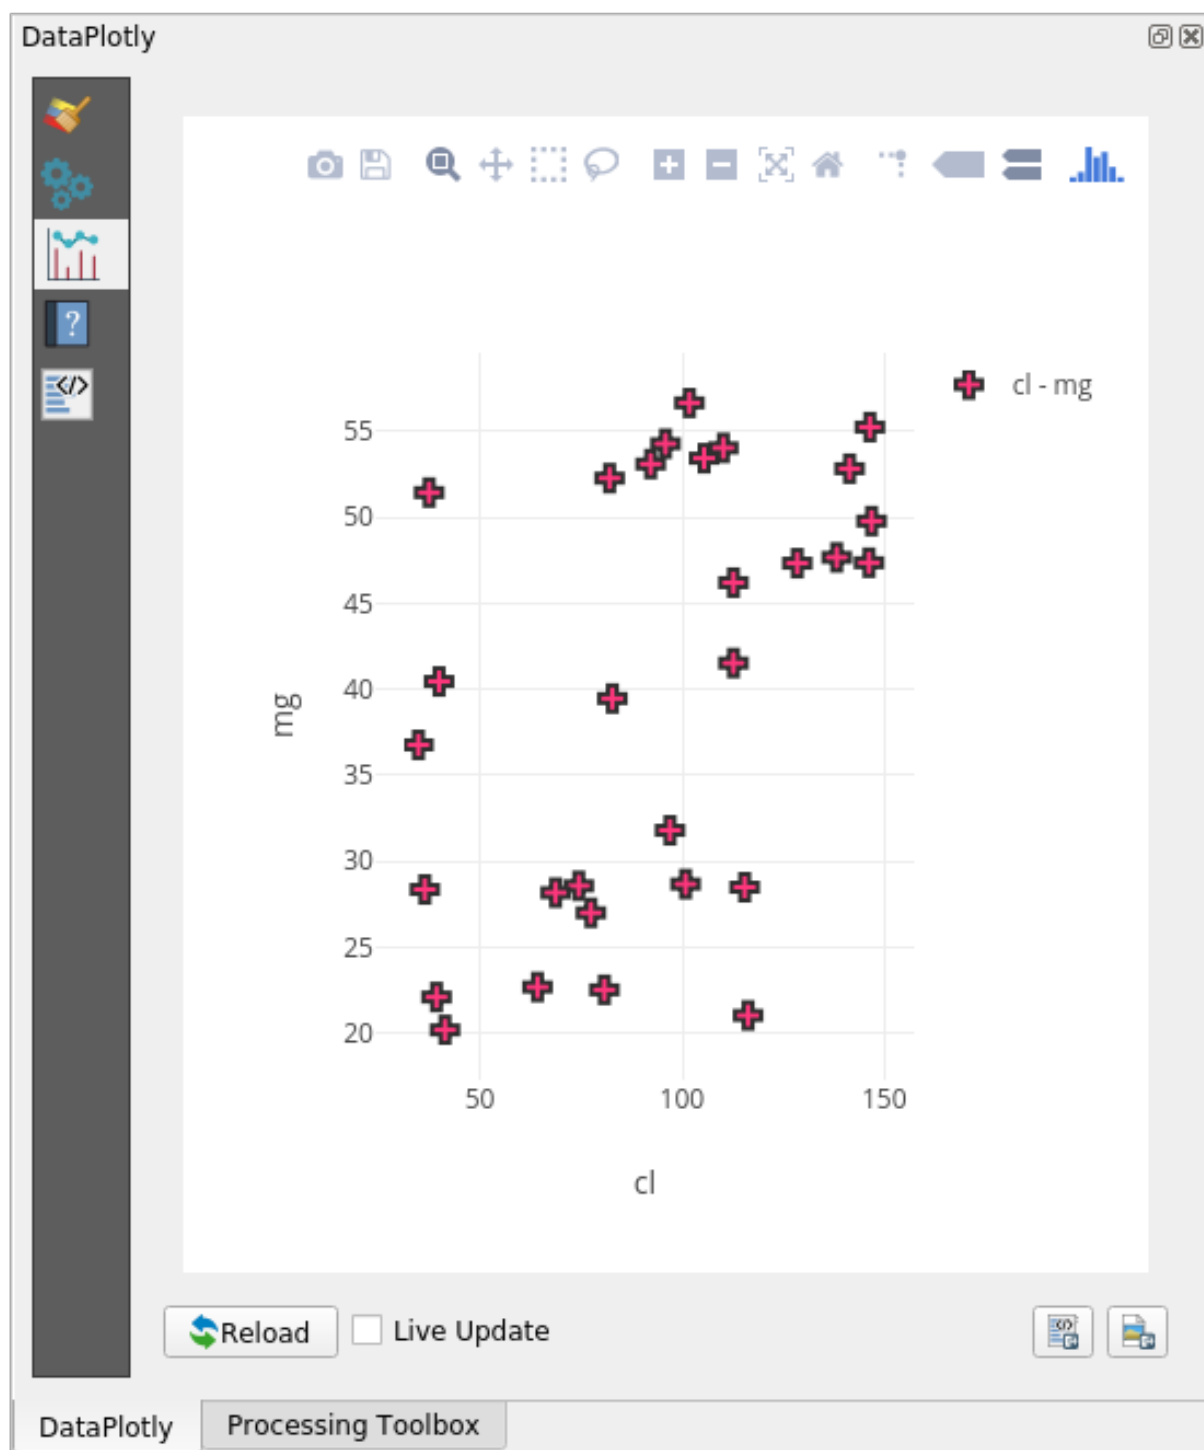 DataPlotly
?
</>
cl - mg
55
50
45
40
35
30
25
20
mg
50 100 150
cl
Reload Live Update
</>
DataPlotly Processing Toolbox